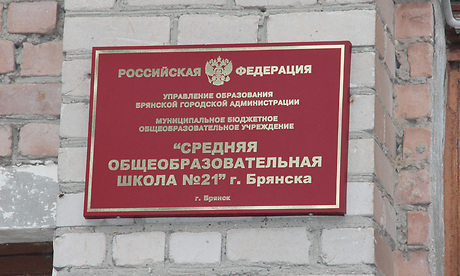 РОССИЙСКАЯ ФЕДЕРАЦИЯ
УПРАВЛЕНИЕ ОБРАЗОВАНИЯ
БРЯНСКОЙ ГОРОДСКОЙ АДМИНИСТРАЦИИ
МУНИЦИПАЛЬНОЕ БЮДЖЕТНОЕ
ОБЩЕОБРАЗОВАТЕЛЬНОЕ УЧРЕЖДЕНИЕ
"СРЕДНЯЯ
ОБЩЕОБРАЗОВАТЕЛЬНАЯ
ШКОЛА №21" г. БРЯНСКА
г. БРЯНСК